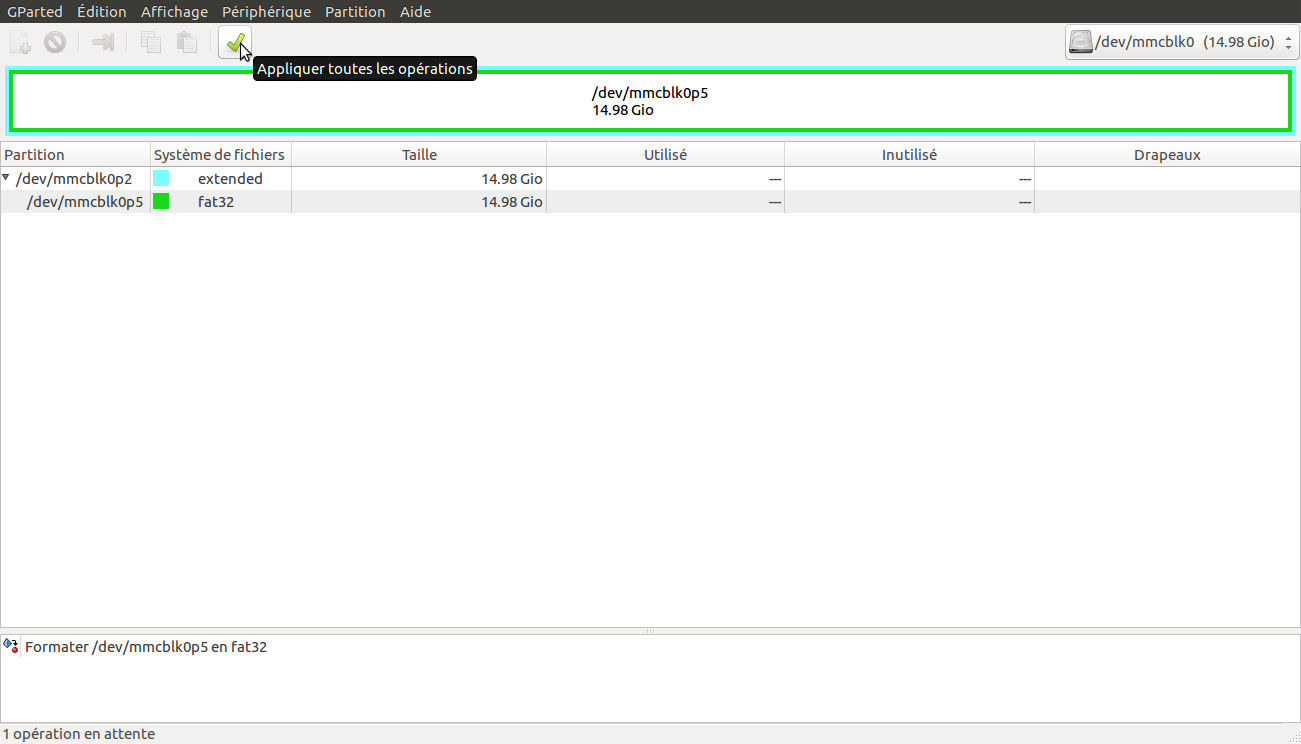 GParted Édition Affichage Périphérique Partition Aide
/dev/mmcblk0 (14.98 Gio)
Appliquer toutes les opérations
/dev/mmcblk0p5
14.98 Gio
Partition Système de fichiers Taille Utilisé Inutilisé Drapeaux
/dev/mmcblk0p2 extended 14.98 Gio --- ---
/dev/mmcblk0p5 fat32 14.98 Gio --- ---
Formater /dev/mmcblk0p5 en fat32
1 opération en attente